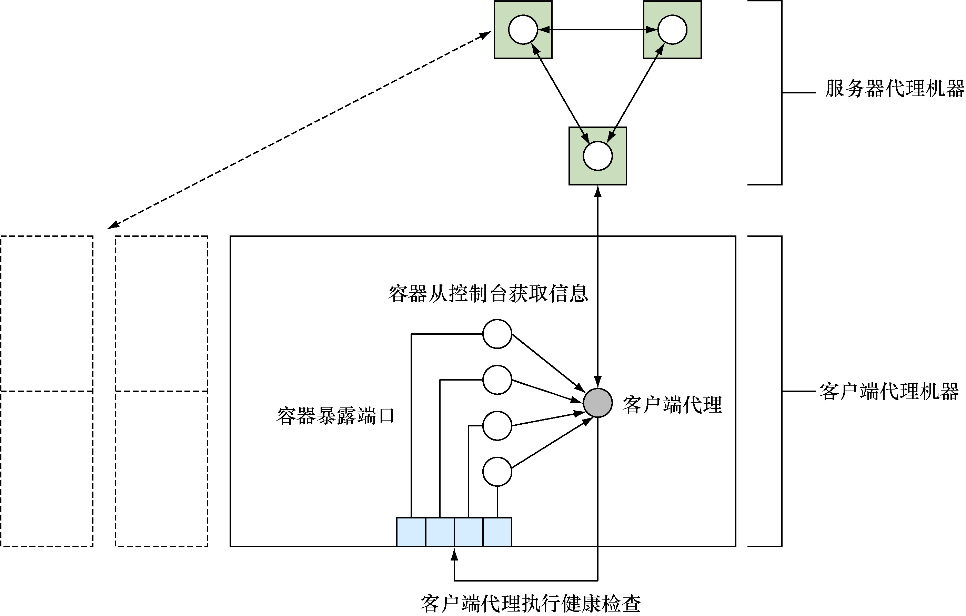 服务器代理机器
容器从控制台获取信息
客户端代理机器
容器暴露端口
客户端代理
客户端代理执行健康检查